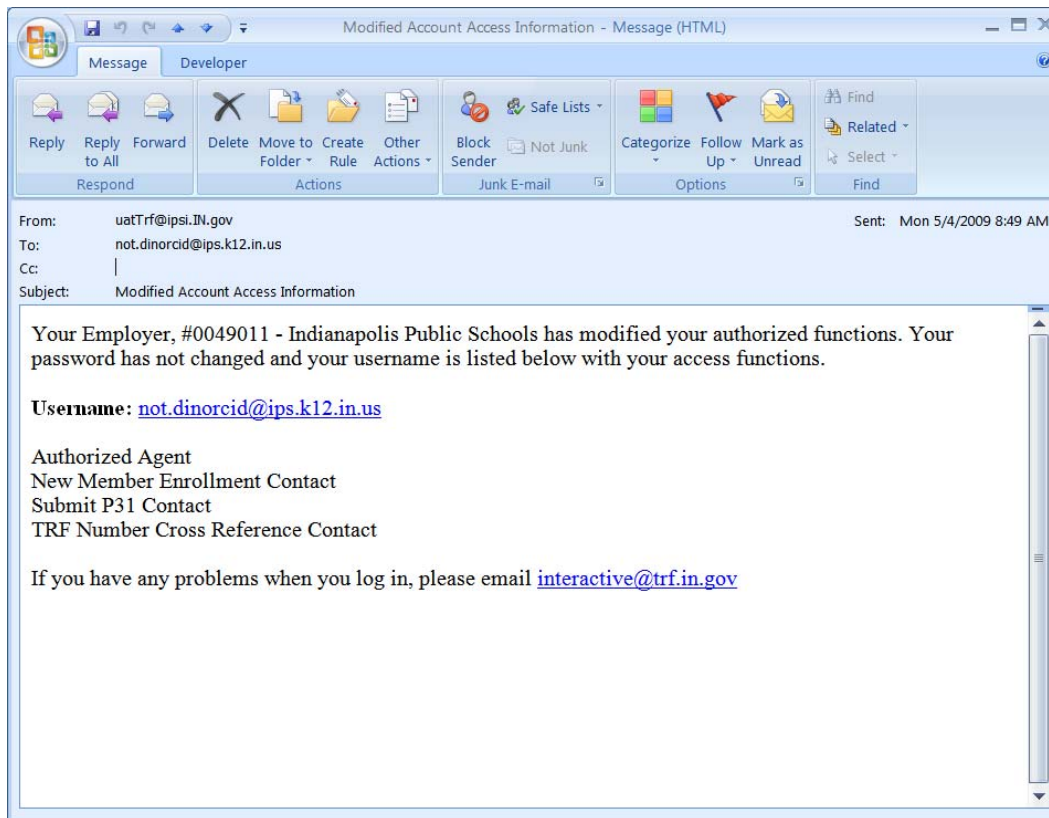 Modified Account Access Information - Message (HTML)
Message Developer
Reply Reply to All Forward Delete Move to Folder Create Rule Other Actions Block Sender Safe Lists Not Junk Categorize Follow Up Mark as Unread Find Related Select
Respond Actions Junk E-mail Options Find
From: uatTrf@ipsi.IN.gov Sent: Mon 5/4/2009 8:49 AM
To: not.dinorcid@ips.k12.in.us
Cc:
Subject: Modified Account Access Information
Your Employer, #0049011 - Indianapolis Public Schools has modified your authorized functions. Your
password has not changed and your username is listed below with your access functions.
Username: not.dinorcid@ips.k12.in.us
Authorized Agent
New Member Enrollment Contact
Submit P31 Contact
TRF Number Cross Reference Contact
If you have any problems when you log in, please email interactive@trf.in.gov